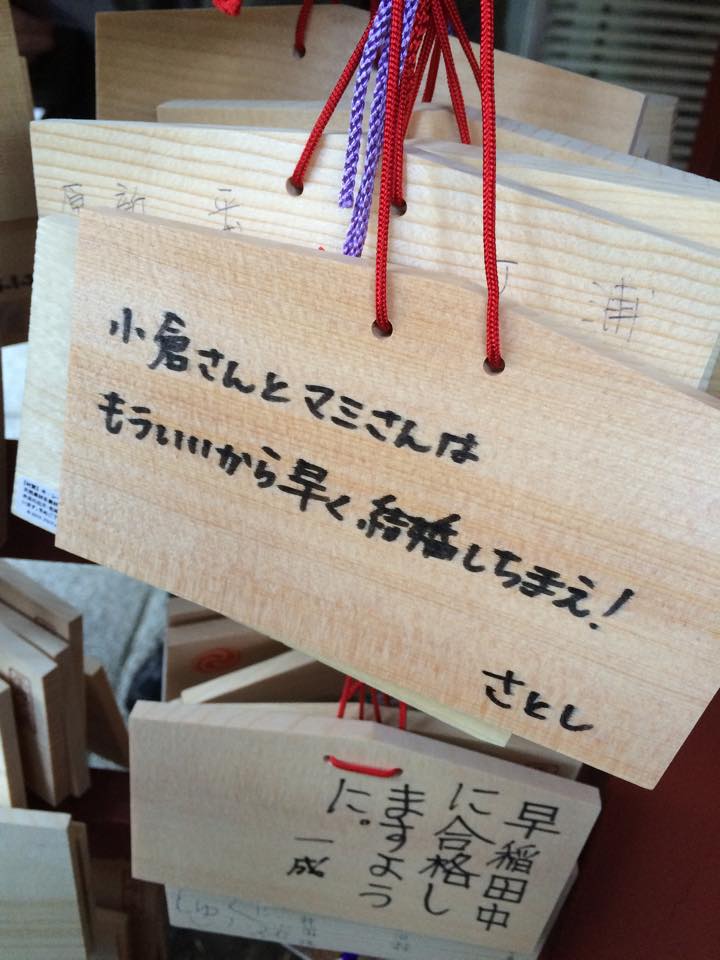 小倉さんとマミさんは
もういいから早く結婚しちまえ!
さとし
早稲田中
に合格し
ますよう
に。
一成